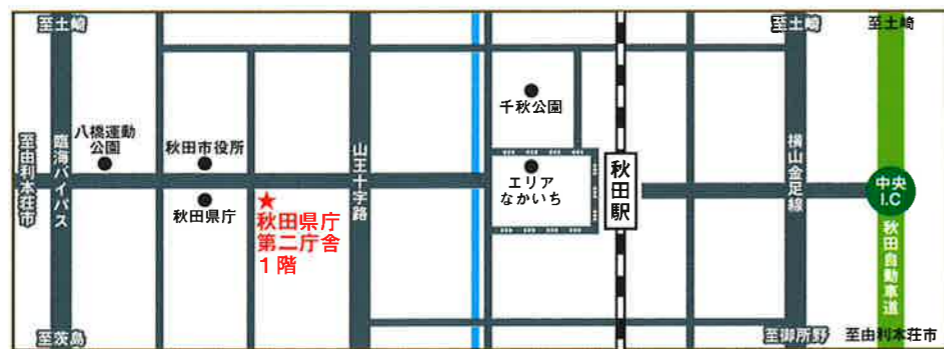 至土崎
至土崎
至土崎
千秋公園
八橋運動
公園
秋田市役所
至由利本荘市
臨海バイパス
山王十字路
エリア
なかいち
秋田駅
横山金足線
中央
I.C
秋田県庁
★
秋田県庁
第二庁舎
1階
秋田自動車道
至茨島
至御所野
至由利本荘市